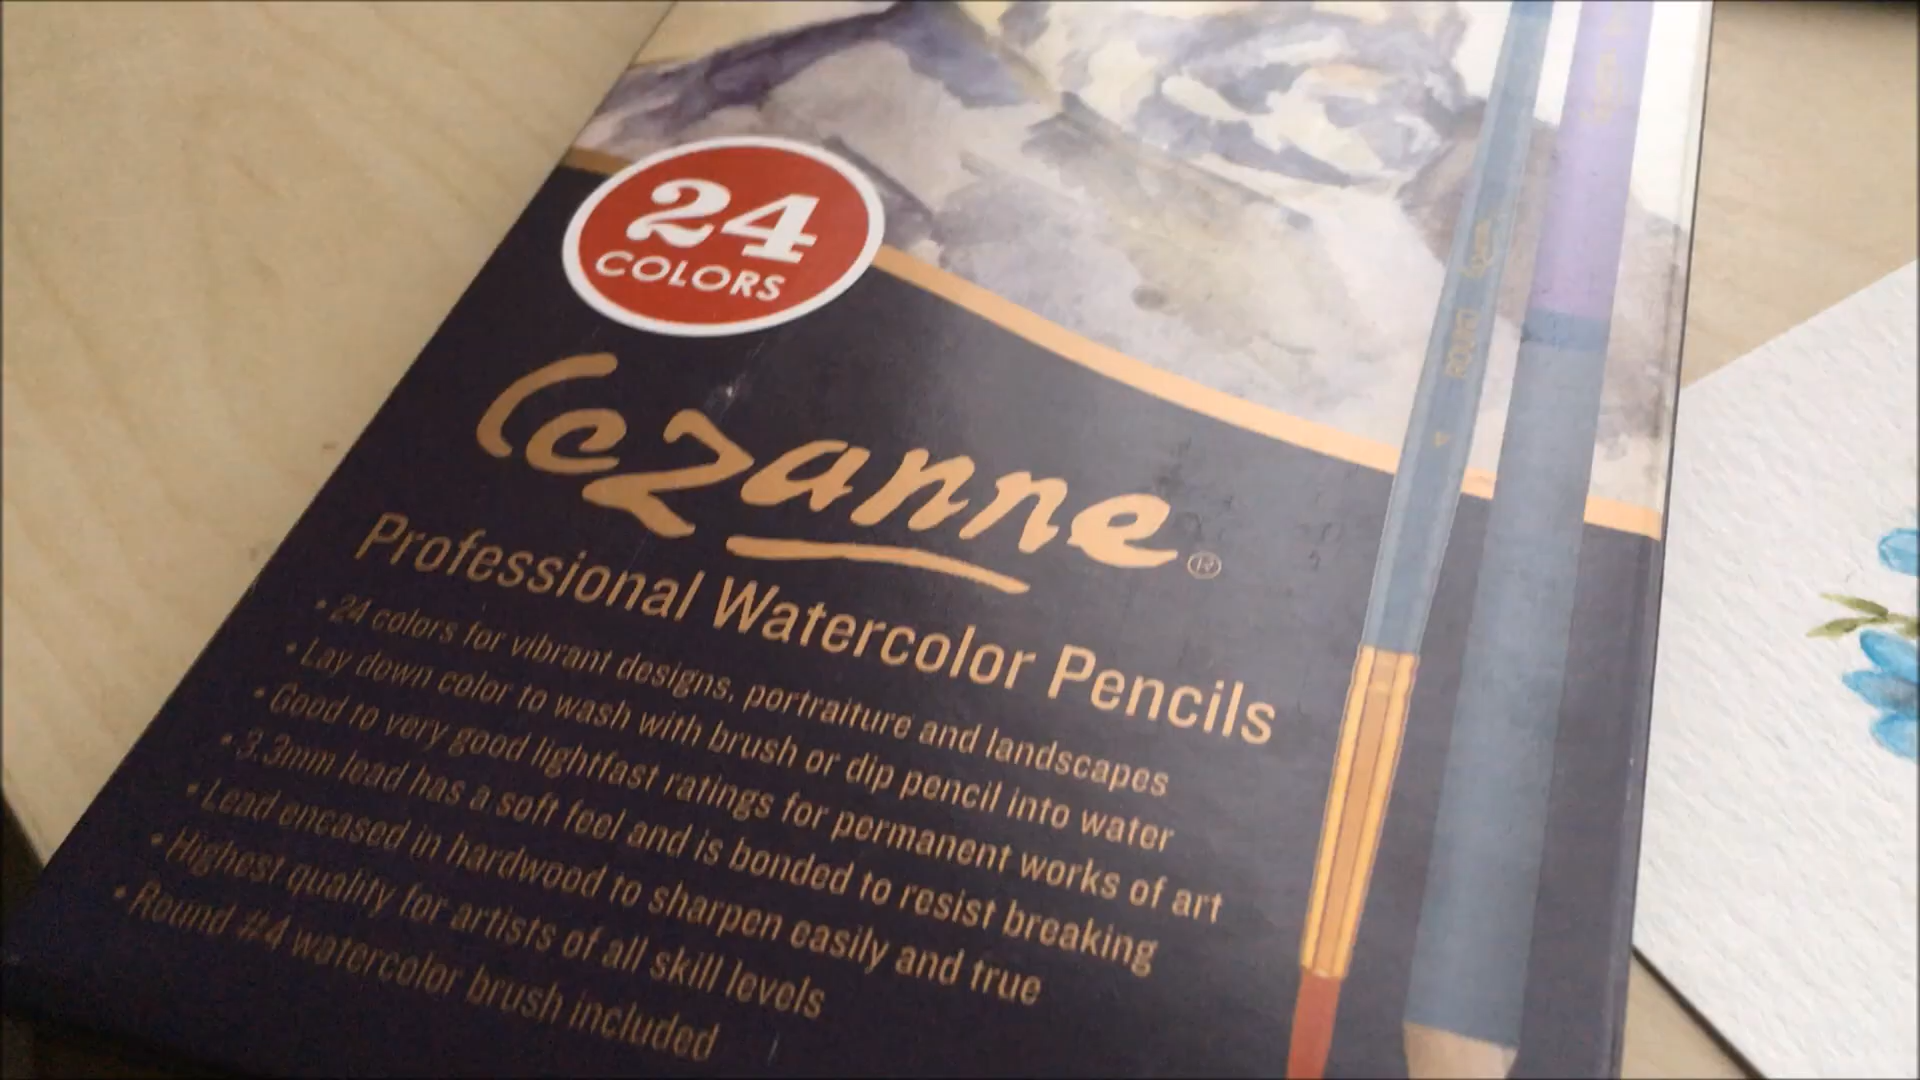 24
COLORS
Cezanne®
Professional Watercolor Pencils
• 24 colors for vibrant designs, portraiture and landscapes
• Lay down color to wash with brush or dip pencil into water
• Good to very good lightfast ratings for permanent works of art
• 3.3mm lead has a soft feel and is bonded to resist breaking
• Lead encased in hardwood to sharpen easily and true
• Highest quality for artists of all skill levels
• Round #4 watercolor brush included
ROUND
4